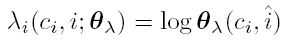 λ_i(c_i, i; θ_λ) = log θ_λ(c_i, î)